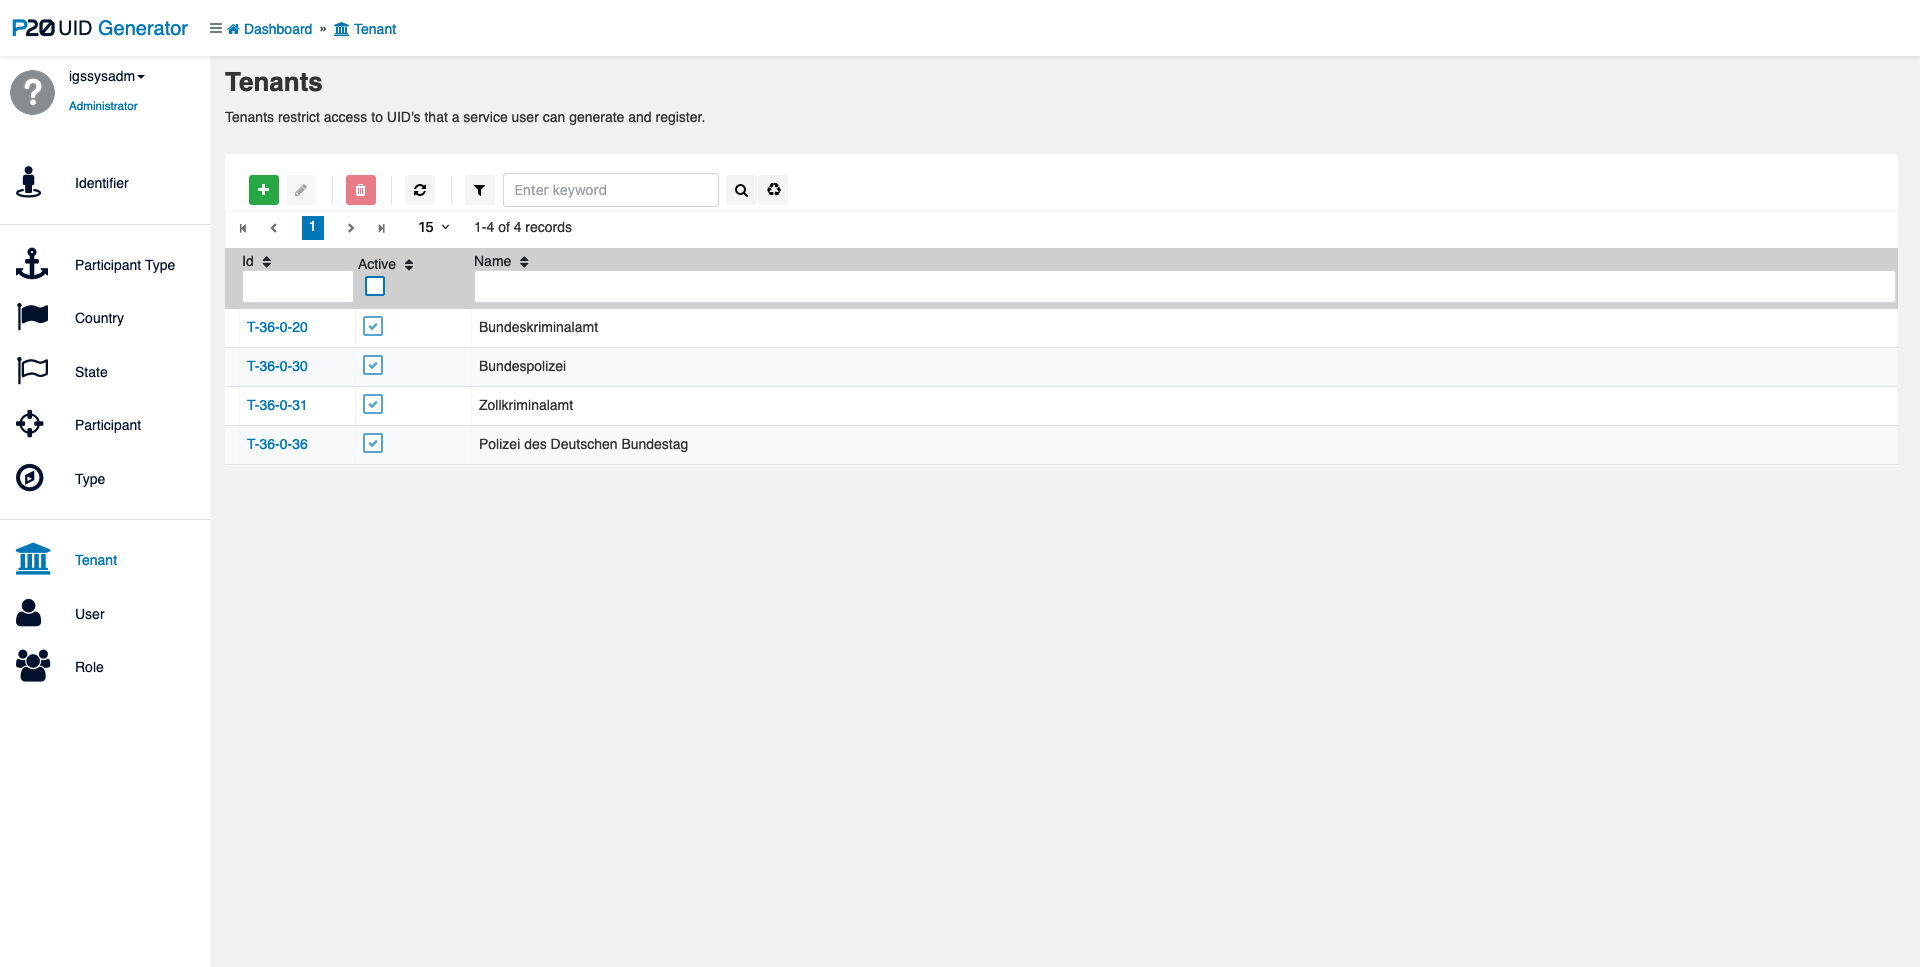 P20 UID Generator
Dashboard » Tenant
igssysadm
Administrator
Identifier
Participant Type
Country
State
Participant
Type
Tenant
User
Role
Tenants
Tenants restrict access to UID's that a service user can generate and register.
Enter keyword
1 15 1-4 of 4 records
Id Active Name
T-36-0-20 Bundeskriminalamt
T-36-0-30 Bundespolizei
T-36-0-31 Zollkriminalamt
T-36-0-36 Polizei des Deutschen Bundestag